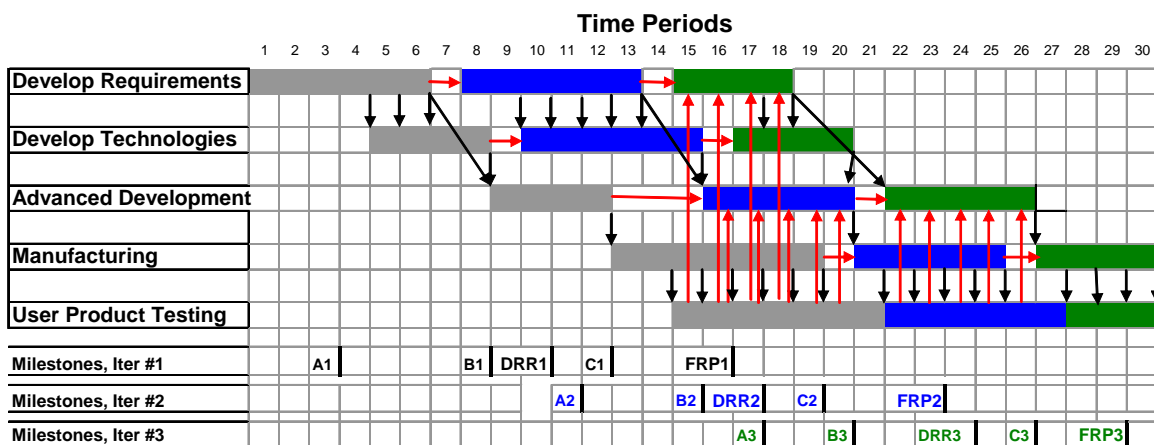 Time Periods
1 2 3 4 5 6 7 8 9 10 11 12 13 14 15 16 17 18 19 20 21 22 23 24 25 26 27 28 29 30
Develop Requirements
Develop Technologies
Advanced Development
Manufacturing
User Product Testing
Milestones, Iter #1 A1 B1 DRR1 C1 FRP1
Milestones, Iter #2 A2 B2 DRR2 C2 FRP2
Milestones, Iter #3 A3 B3 DRR3 C3 FRP3